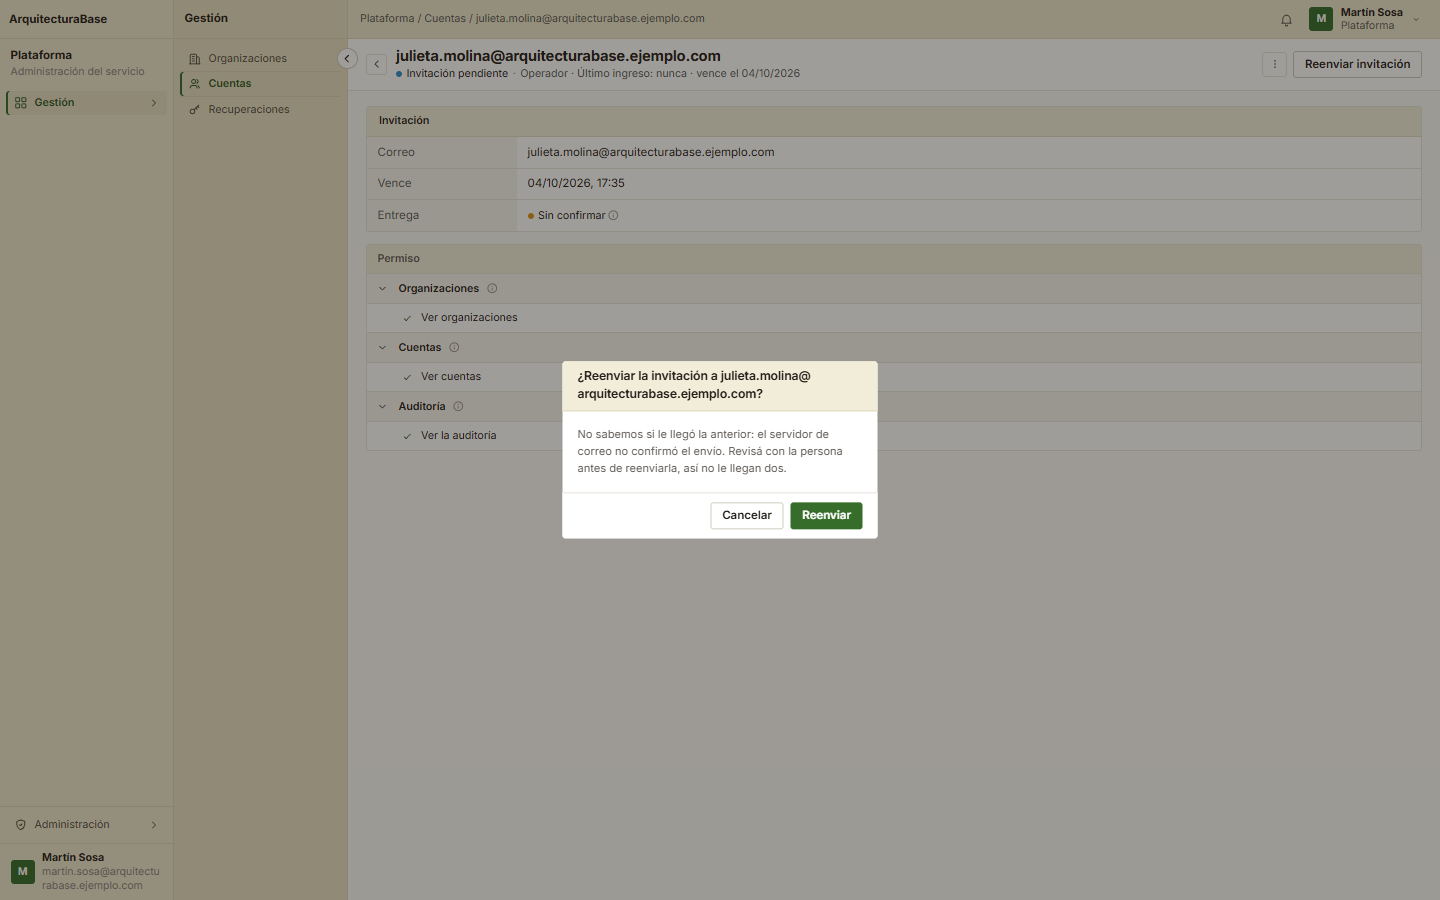 ArquitecturaBase
Plataforma
Administración del servicio
Gestión
Administración
M
Martín Sosa
martin.sosa@arquitectu
rabase.ejemplo.com
Gestión
Organizaciones
Cuentas
Recuperaciones
Plataforma / Cuentas / julieta.molina@arquitecturabase.ejemplo.com
M
Martín Sosa
Plataforma
julieta.molina@arquitecturabase.ejemplo.com
Invitación pendiente · Operador · Último ingreso: nunca · vence el 04/10/2026
Reenviar invitación
Invitación
Correo julieta.molina@arquitecturabase.ejemplo.com
Vence 04/10/2026, 17:35
Entrega Sin confirmar
Permiso
Organizaciones
Ver organizaciones
Cuentas
Ver cuentas
Auditoría
Ver la auditoría
¿Reenviar la invitación a julieta.molina@
arquitecturabase.ejemplo.com?
No sabemos si le llegó la anterior: el servidor de
correo no confirmó el envío. Revisá con la persona
antes de reenviarla, así no le llegan dos.
Cancelar
Reenviar